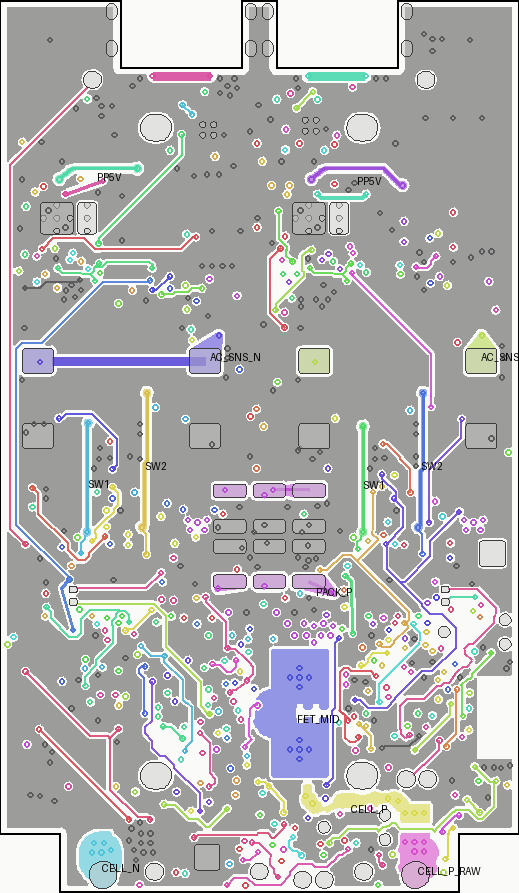 PP5V
PP5V
AC_SNS_N
AC_SNS
SW2
SW2
SW1
SW1
PACK_P
FET_MID
CELL_P
CELL_N
CELL_P_RAW